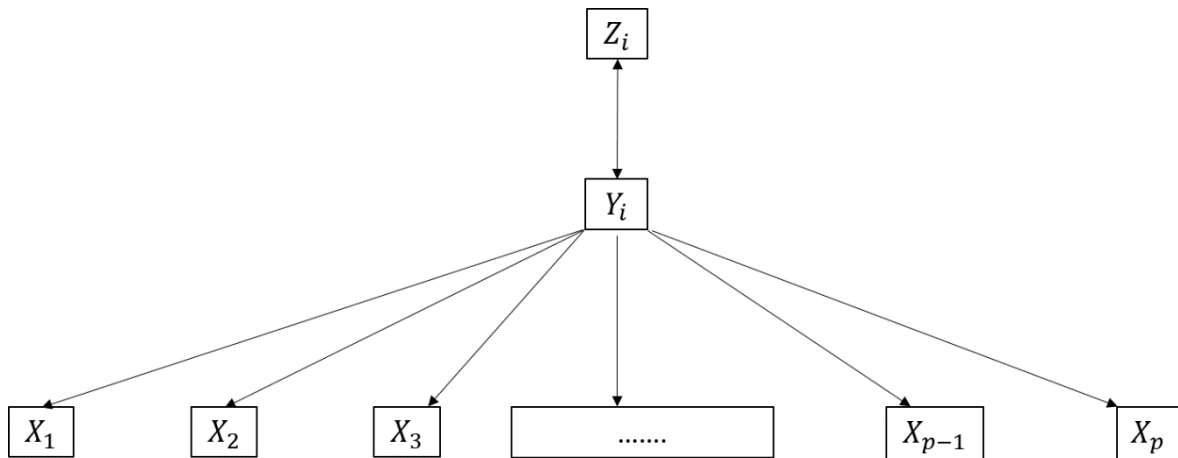 Z_i
Y_i
X_1 X_2 X_3 ....... X_{p-1} X_p